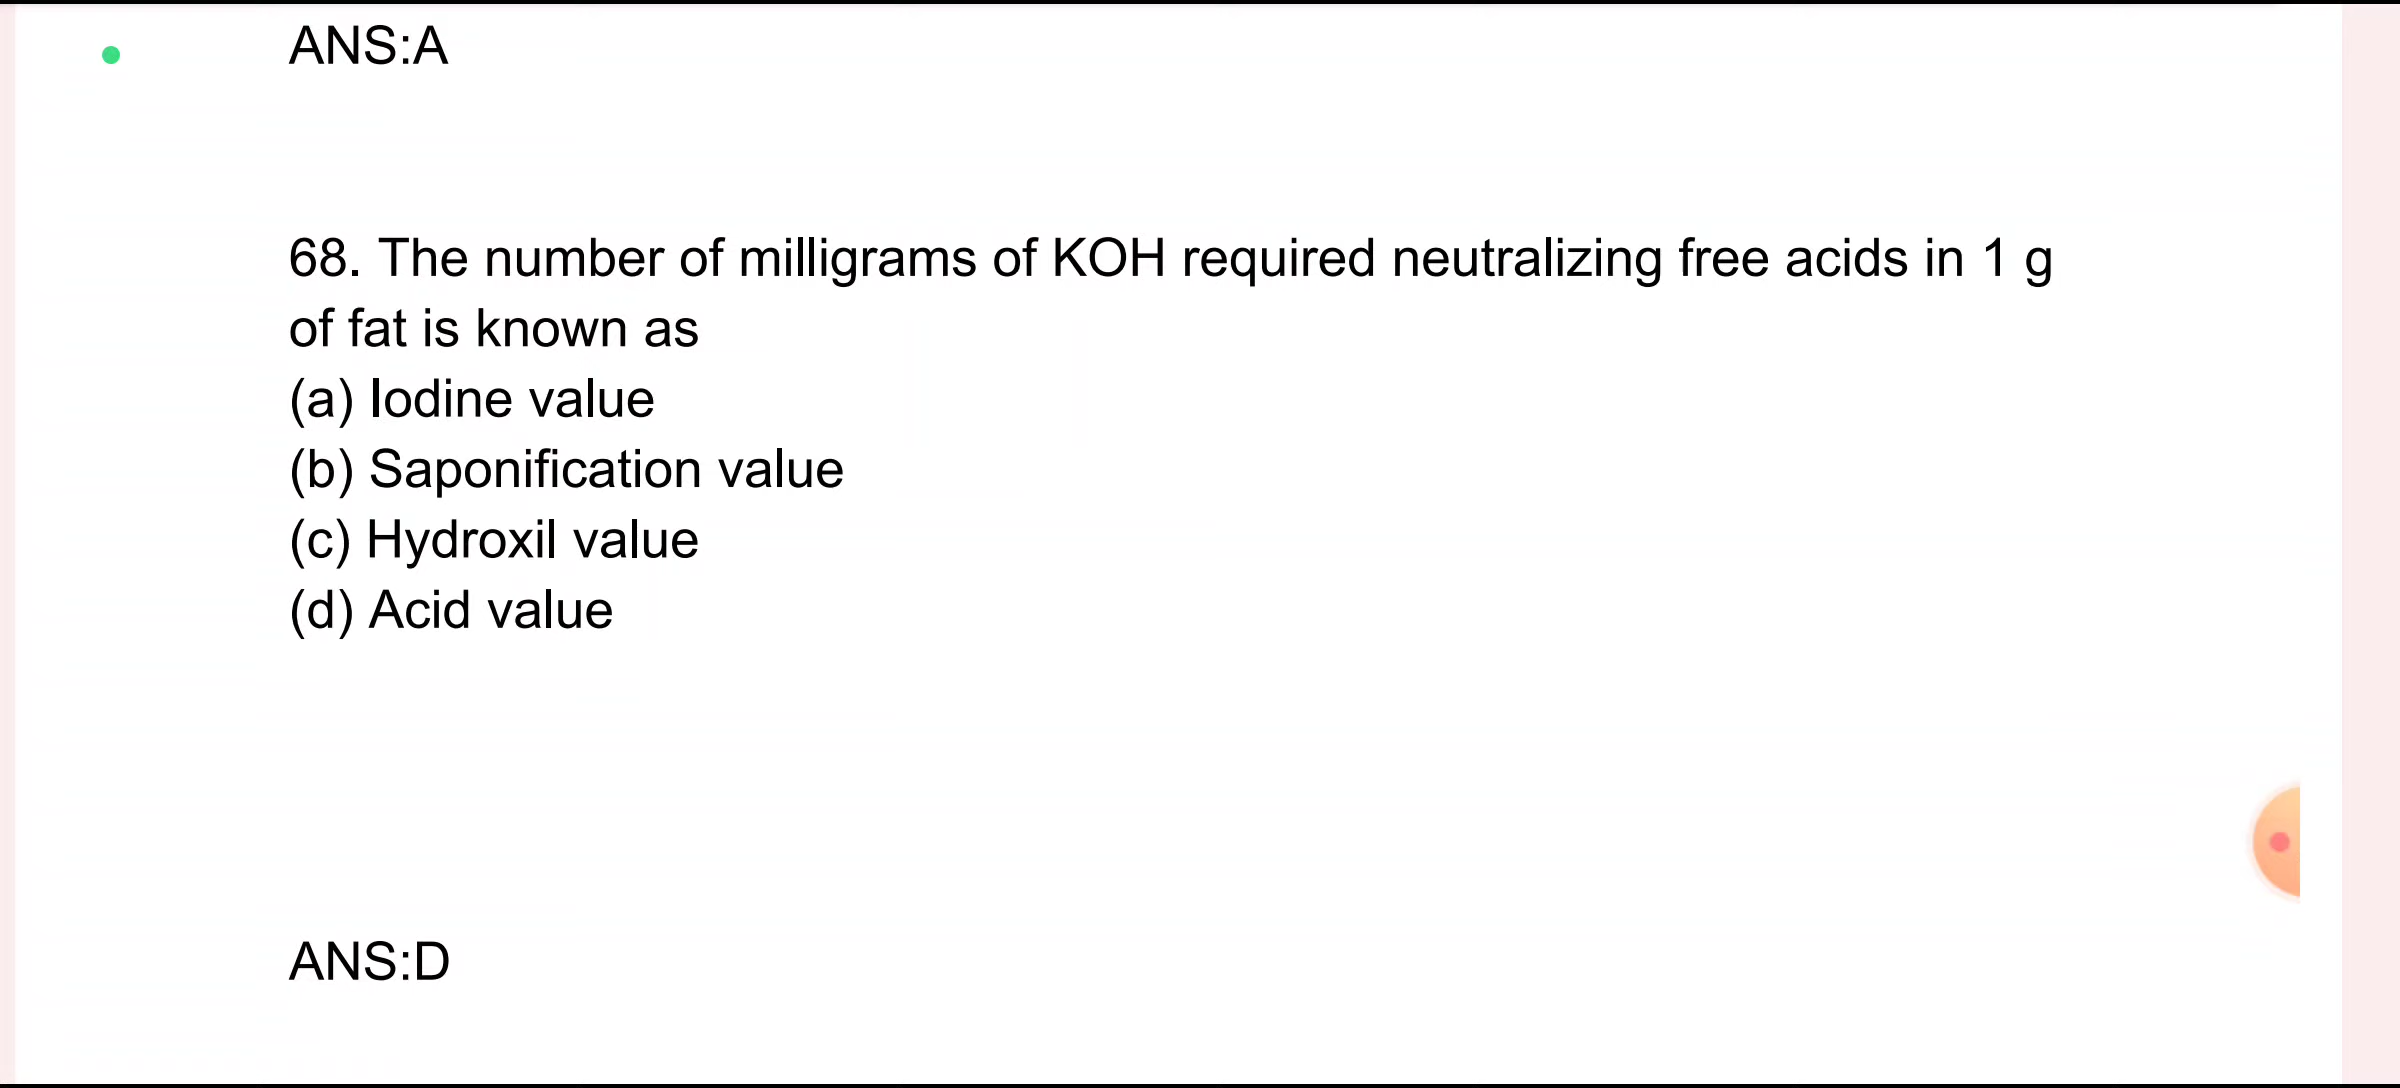 ANS:A
68. The number of milligrams of KOH required neutralizing free acids in 1 g
of fat is known as
(a) Iodine value
(b) Saponification value
(c) Hydroxil value
(d) Acid value
ANS:D